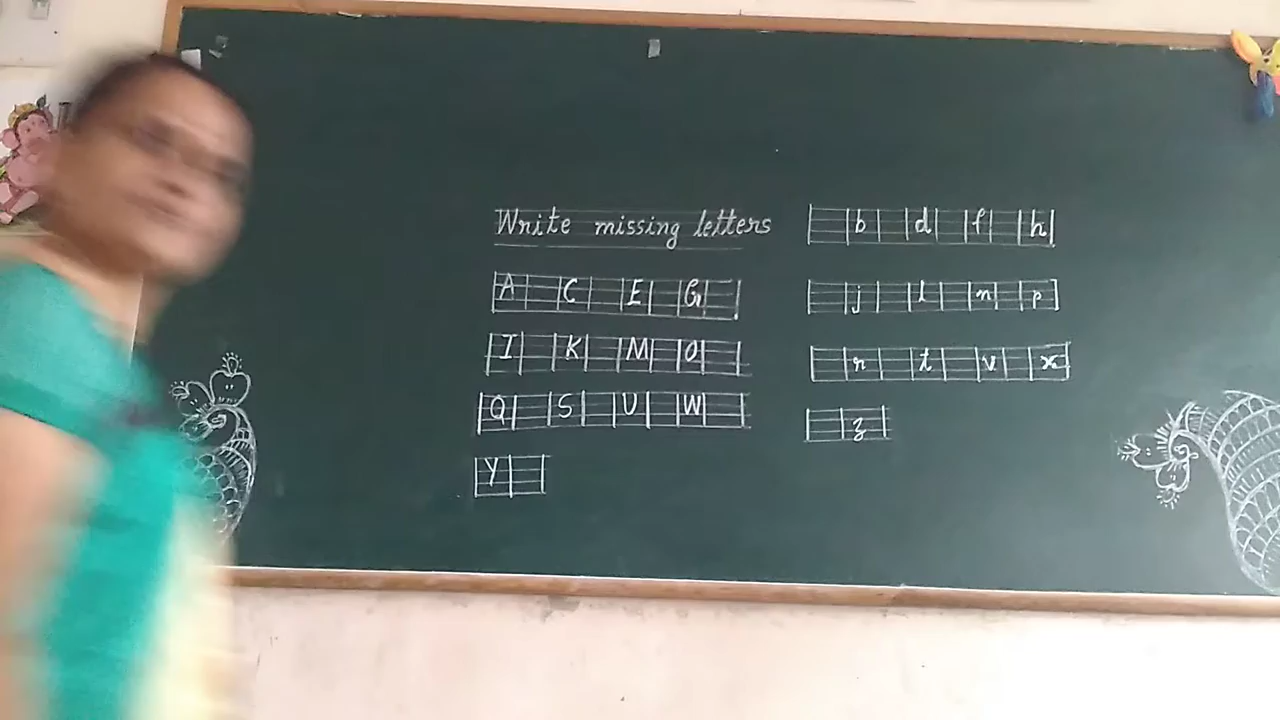 Write missing letters
A C E G
I K M O
Q S U W
Y
b d f h
j l n p
r t v x
z